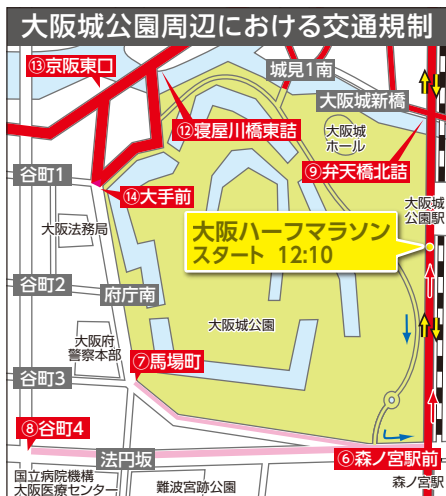 大阪城公園周辺における交通規制
⑬京阪東口
城見1南
大阪城新橋
⑫寝屋川橋東詰
大阪城
ホール
⑨弁天橋北詰
谷町1
⑭大手前
大阪城
公園駅
大阪法務局
大阪ハーフマラソン
スタート 12:10
谷町2
府庁南
大阪城公園
大阪府
警察本部
⑦馬場町
谷町3
⑧谷町4
法円坂
⑥森ノ宮駅前
国立病院機構
大阪医療センター
難波宮跡公園
森ノ宮駅